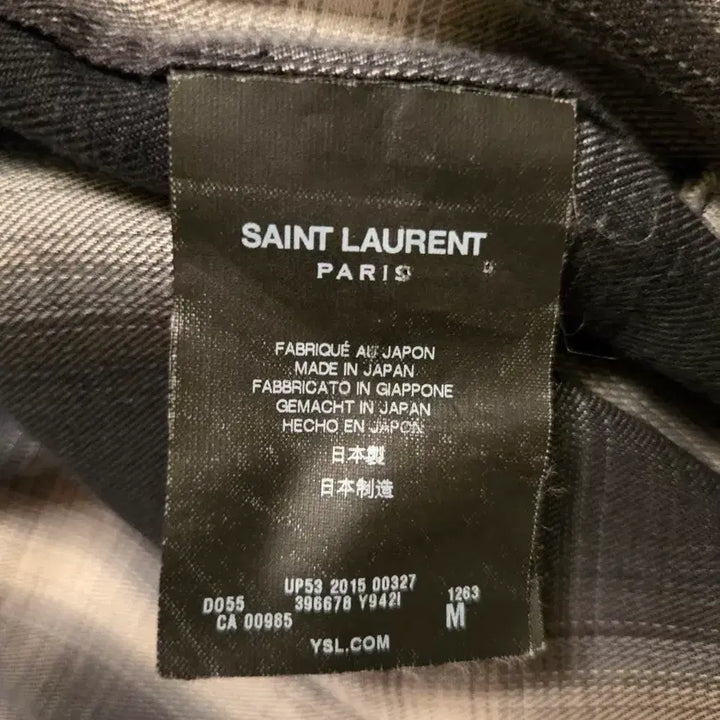 SAINT LAURENT
PARIS
FABRIQUÉ AU JAPON
MADE IN JAPAN
FABBRICATO IN GIAPPONE
GEMACHT IN JAPAN
HECHO EN JAPON
日本製
日本制造
UP53 2015 00327
D055 396678 Y942I 1263
CA 00985 M
YSL.COM